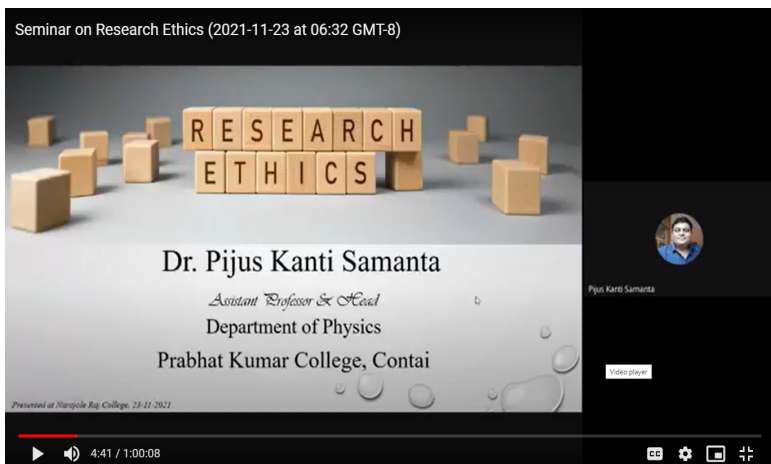 Seminar on Research Ethics (2021-11-23 at 06:32 GMT-8)
RESEARCH
ETHICS
Dr. Pijus Kanti Samanta
Assistant Professor & Head
Department of Physics
Prabhat Kumar College, Contai
Presented at Narajole Raj College, 23-11-2021
Pijus Kanti Samanta
Video player
4:41 / 1:00:08
CC